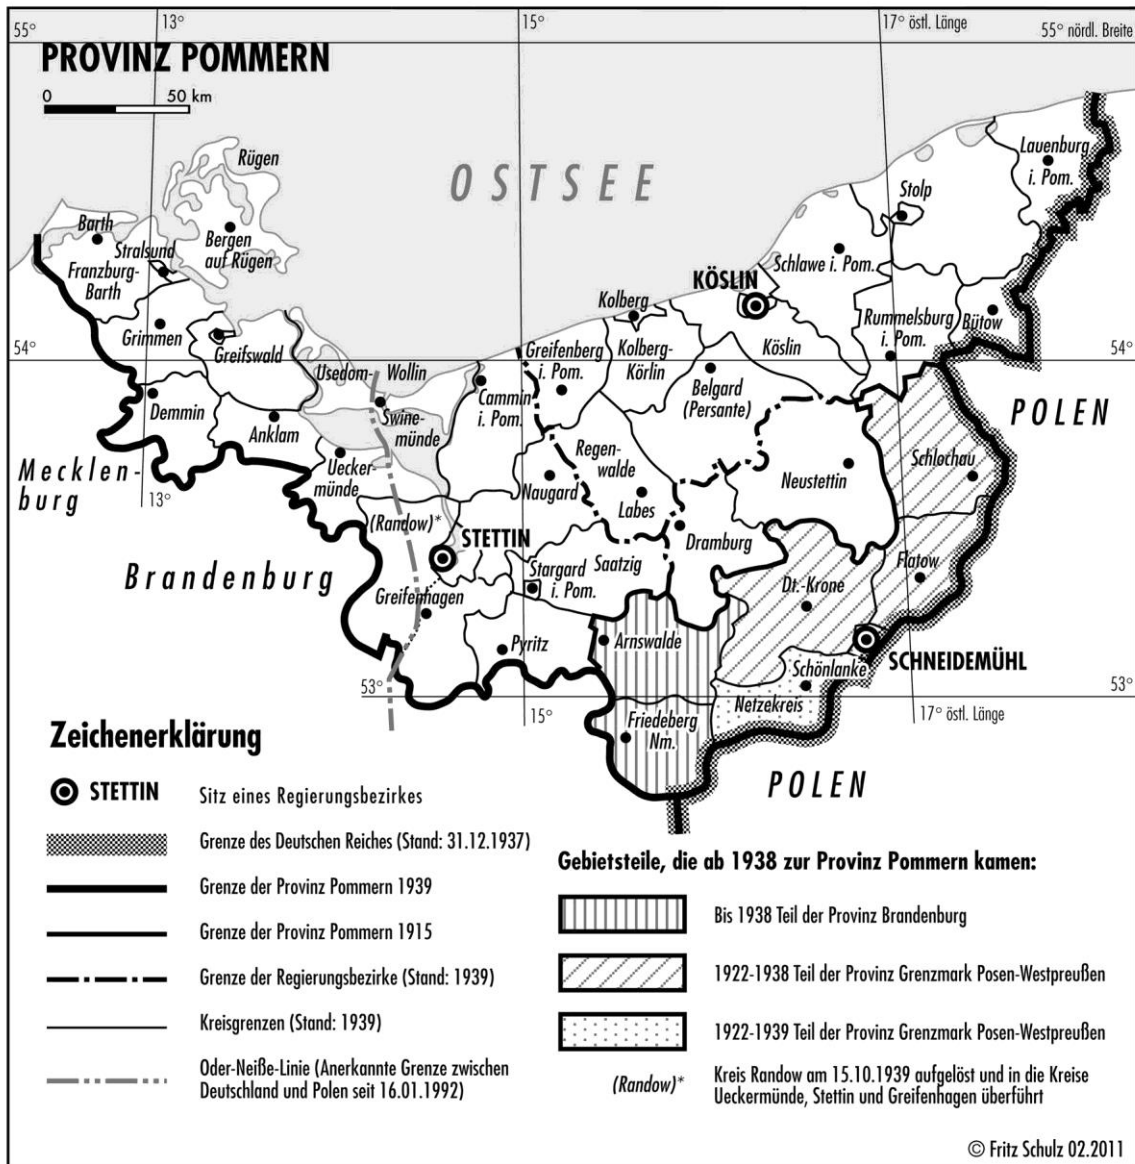 13°
15°
17° östl. Länge
55°
55° nördl. Breite
PROVINZ POMMERN
0 50 km
Rügen
OSTSEE
Lauenburg
i. Pom.
Stolp
Barth
Stralsund
Bergen
auf Rügen
Franzburg-
Barth
Schlawe i. Pom.
KÖSLIN
Kolberg
Grimmen
Greifswald
Rummelsburg
i. Pom.
Bütow
Greifenberg
i. Pom.
Kolberg-
Körlin
Köslin
54°
54°
Usedom-
Wollin
Swine-
münde
Cammin
i. Pom.
Belgard
(Persante)
Demmin
Anklam
POLEN
Mecklen-
burg
13°
Uecker-
münde
Regen-
walde
Naugard
Labes
Neustettin
Schlochau
(Randow)*
STETTIN
Dramburg
Brandenburg
Stargard
i. Pom.
Saatzig
Flatow
Dt.-Krone
Greifenhagen
Pyritz
Arnswalde
SCHNEIDEMÜHL
Schönlanke
53°
53°
15°
Netzekreis
17° östl. Länge
Friedeberg
Nm.
POLEN
Zeichenerklärung
STETTIN Sitz eines Regierungsbezirkes
Grenze des Deutschen Reiches (Stand: 31.12.1937)
Grenze der Provinz Pommern 1939
Grenze der Provinz Pommern 1915
Grenze der Regierungsbezirke (Stand: 1939)
Kreisgrenzen (Stand: 1939)
Oder-Neiße-Linie (Anerkannte Grenze zwischen
Deutschland und Polen seit 16.01.1992)
Gebietsteile, die ab 1938 zur Provinz Pommern kamen:
Bis 1938 Teil der Provinz Brandenburg
1922-1938 Teil der Provinz Grenzmark Posen-Westpreußen
1922-1939 Teil der Provinz Grenzmark Posen-Westpreußen
(Randow)* Kreis Randow am 15.10.1939 aufgelöst und in die Kreise
Ueckermünde, Stettin und Greifenhagen überführt
© Fritz Schulz 02.2011